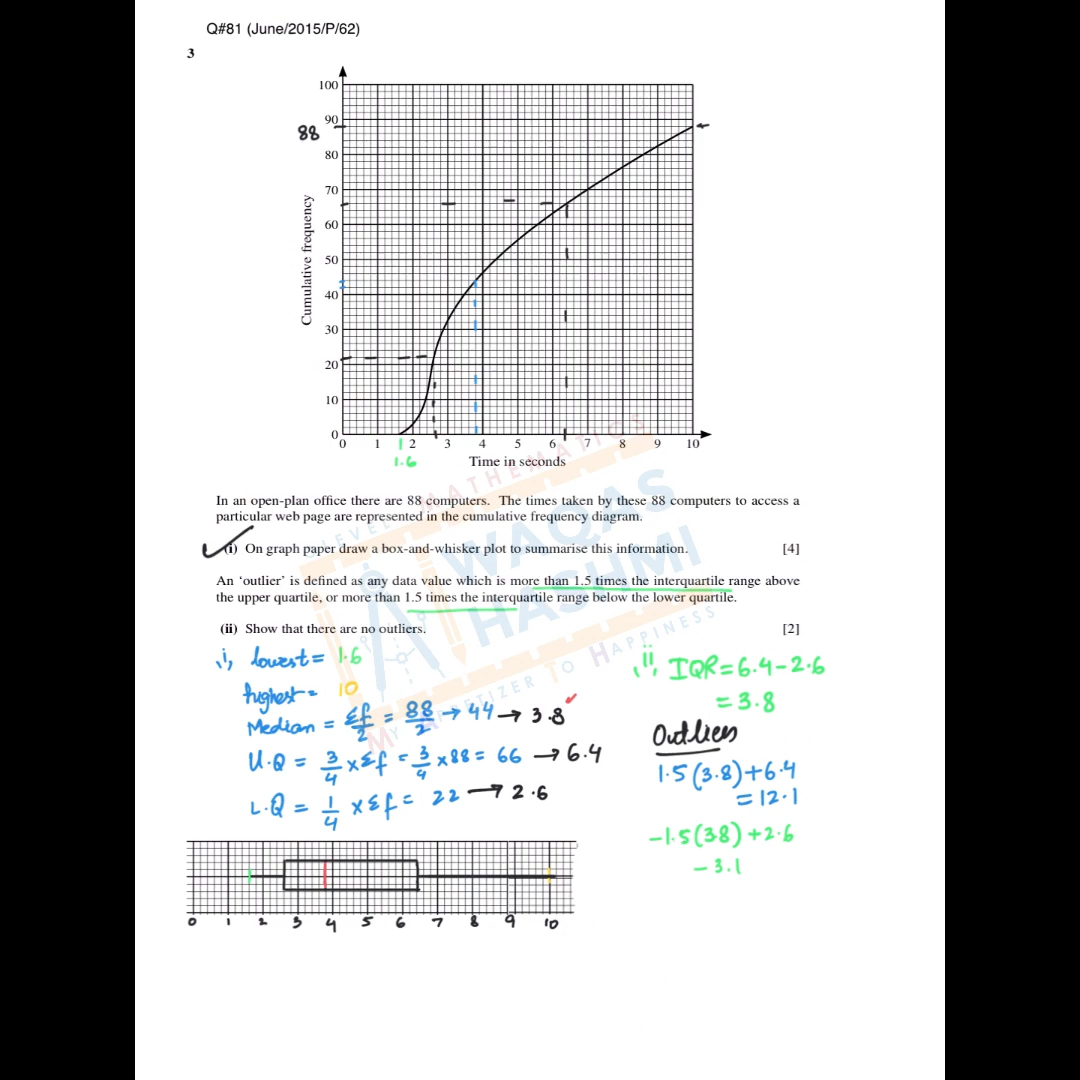 Q#81 (June/2015/P/62)
3
100
90
88
80
70
60
50
40
30
20
10
0
Cumulative frequency
0 1 2 3 4 5 6 7 8 9 10
1.6
Time in seconds
In an open-plan office there are 88 computers. The times taken by these 88 computers to access a
particular web page are represented in the cumulative frequency diagram.
(i) On graph paper draw a box-and-whisker plot to summarise this information. [4]
An ‘outlier’ is defined as any data value which is more than 1.5 times the interquartile range above
the upper quartile, or more than 1.5 times the interquartile range below the lower quartile.
(ii) Show that there are no outliers. [2]
i, lowest = 1.6
highest = 10
Median = Σf/2 = 88/2 → 44 → 3.8
U.Q = 3/4 × Σf = 3/4 × 88 = 66 → 6.4
L.Q = 1/4 × Σf = 22 → 2.6
ii, IQR = 6.4 - 2.6
= 3.8
Outliers
1.5(3.8) + 6.4
= 12.1
-1.5(3.8) + 2.6
- 3.1
0 1 2 3 4 5 6 7 8 9 10
A LEVEL MATHEMATICS
WAQAS
HASHMI
MY APPETIZER TO HAPPINESS